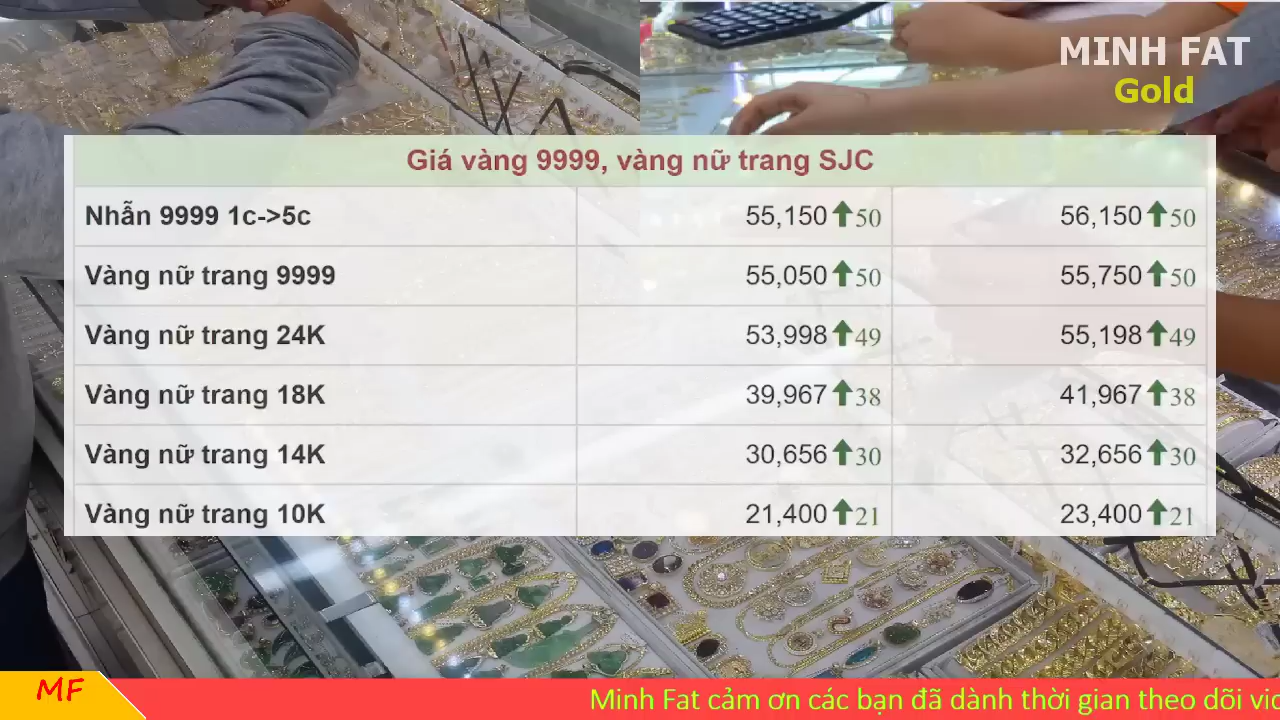 MINH FAT
Gold
Giá vàng 9999, vàng nữ trang SJC
Nhẫn 9999 1c->5c 55,150 ↑50 56,150 ↑50
Vàng nữ trang 9999 55,050 ↑50 55,750 ↑50
Vàng nữ trang 24K 53,998 ↑49 55,198 ↑49
Vàng nữ trang 18K 39,967 ↑38 41,967 ↑38
Vàng nữ trang 14K 30,656 ↑30 32,656 ↑30
Vàng nữ trang 10K 21,400 ↑21 23,400 ↑21
MF
Minh Fat cảm ơn các bạn đã dành thời gian theo dõi